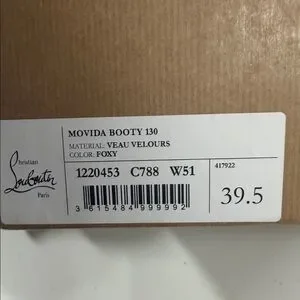 MOVIDA BOOTY 130
MATERIAL: VEAU VELOURS
COLOR: FOXY
Christian
Louboutin
Paris
1220453 C788 W51
3615484999992
417922
39.5